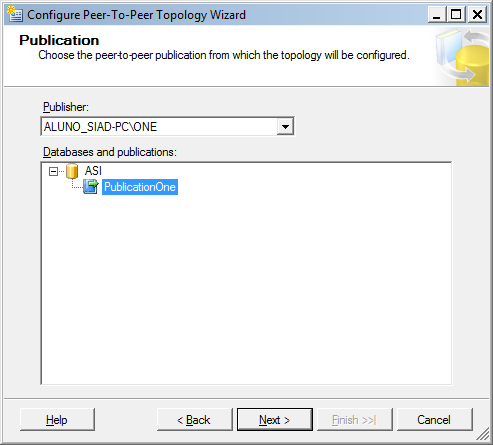 Configure Peer-To-Peer Topology Wizard
Publication
Choose the peer-to-peer publication from which the topology will be configured.
Publisher:
ALUNO_SIAD-PC\ONE
Databases and publications:
ASI
PublicationOne
Help
< Back
Next >
Finish >>|
Cancel